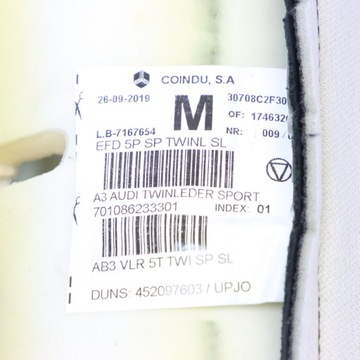 COINDU, S.A
26-09-2019 M 30708C2F30
OF: 1746320
L.B-7167654 NR: 009 /
EFD 5P SP TWINL SL
A3 AUDI TWINLEDER SPORT
701086233301 INDEX: 01
AB3 VLR 5T TWI SP SL
DUNS: 452097603 / UPJO